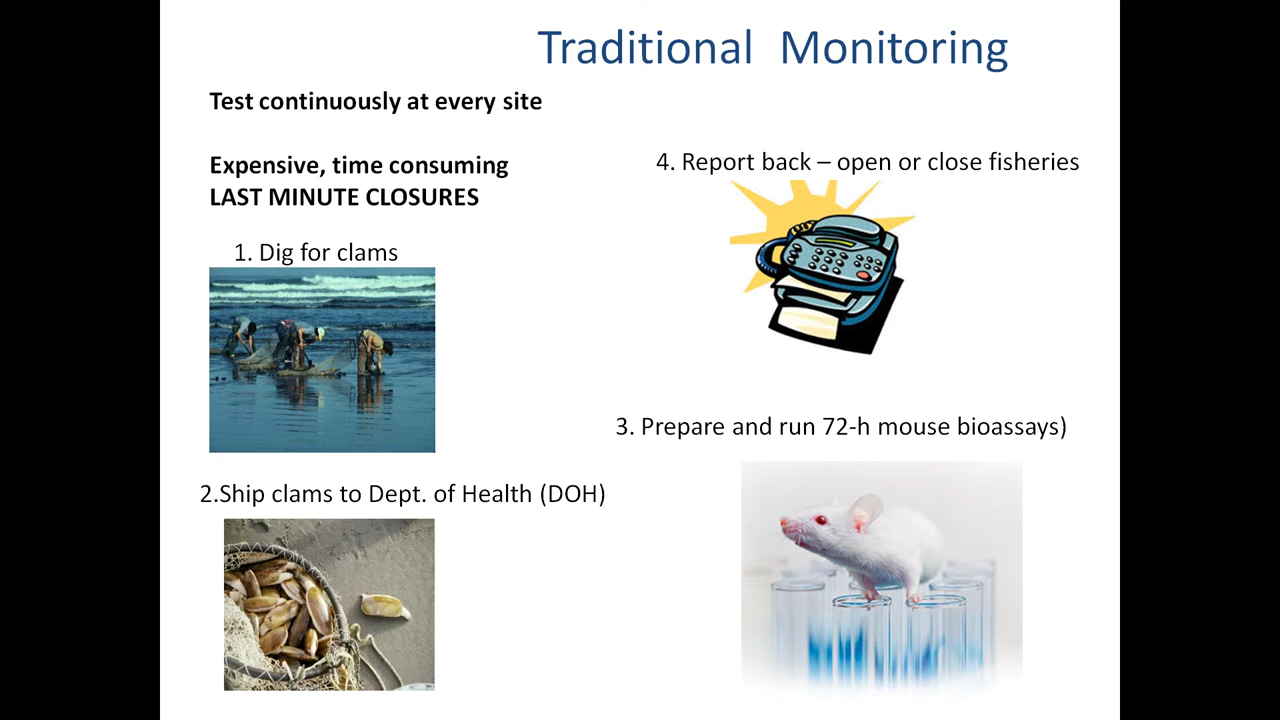 Traditional Monitoring
Test continuously at every site
Expensive, time consuming
LAST MINUTE CLOSURES
1. Dig for clams
2.Ship clams to Dept. of Health (DOH)
3. Prepare and run 72-h mouse bioassays)
4. Report back – open or close fisheries